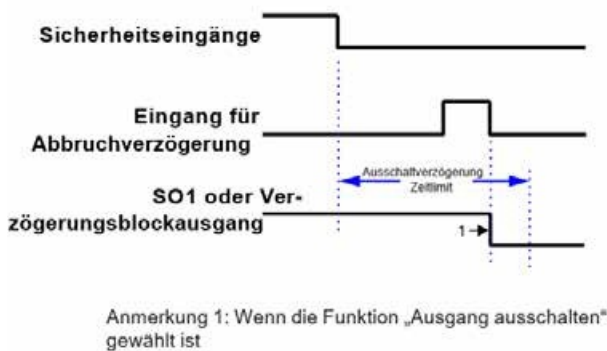 Sicherheitseingänge
Eingang für
Abbruchverzögerung
Ausschaltverzögerung
Zeitlimit
SO1 oder Ver-
zögerungsblockausgang
1
Anmerkung 1: Wenn die Funktion „Ausgang ausschalten“
gewählt ist